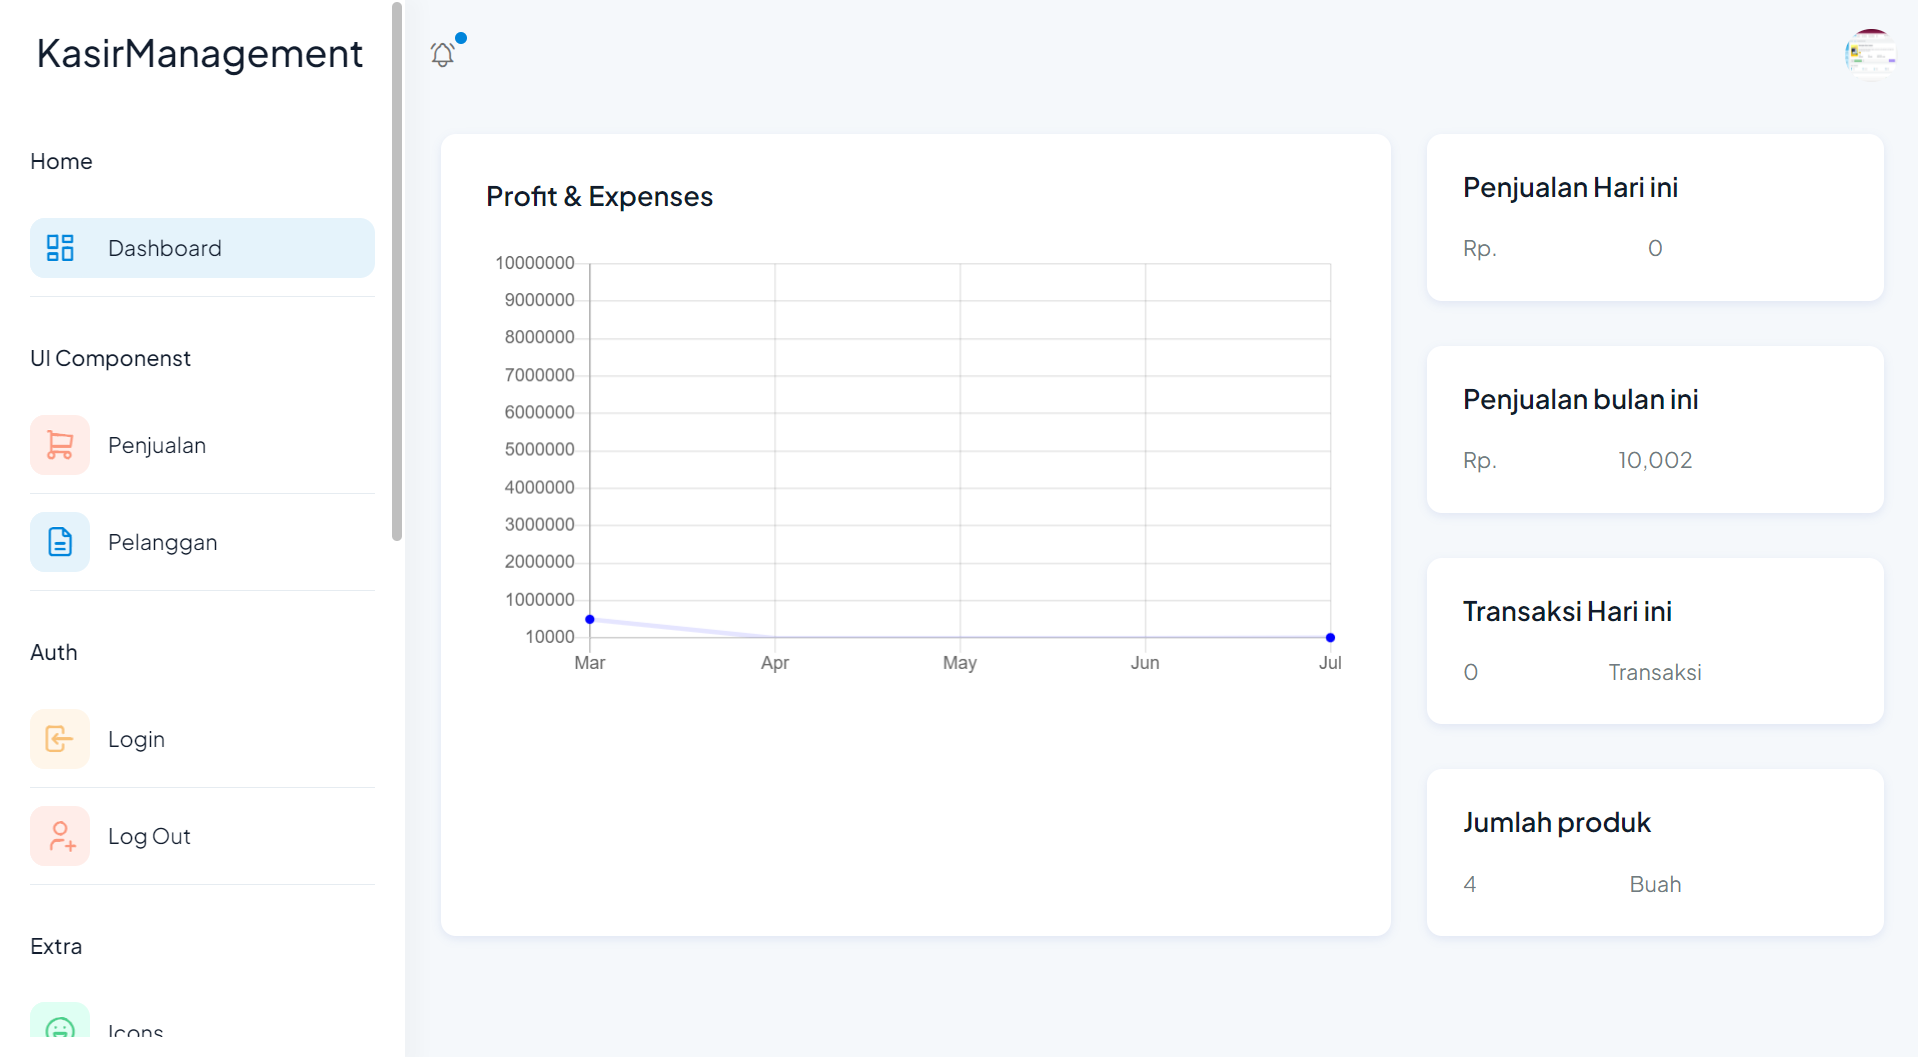 KasirManagement
Home
Dashboard
UI Componenst
Penjualan
Pelanggan
Auth
Login
Log Out
Extra
Icons
Profit & Expenses
10000000
9000000
8000000
7000000
6000000
5000000
4000000
3000000
2000000
1000000
10000
Mar Apr May Jun Jul
Penjualan Hari ini
Rp. 0
Penjualan bulan ini
Rp. 10,002
Transaksi Hari ini
0 Transaksi
Jumlah produk
4 Buah